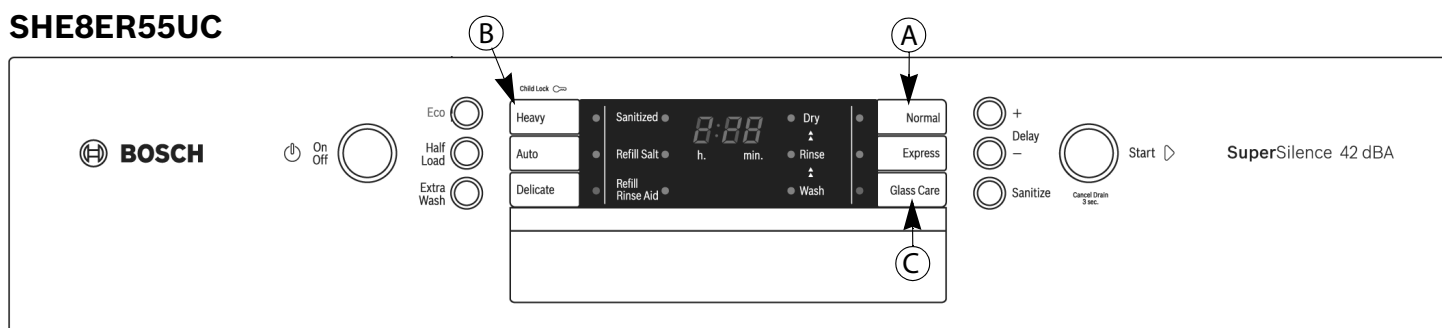 SHE8ER55UC
B
A
Child Lock
Eco
Heavy
Sanitized
8:88
Dry
Normal
+
Delay
BOSCH
On
Off
Half
Load
Auto
Refill Salt
h.
min.
Rinse
Express
−
Start
SuperSilence 42 dBA
Extra
Wash
Delicate
Refill
Rinse Aid
Wash
Glass Care
Sanitize
Cancel Drain
3 sec.
C